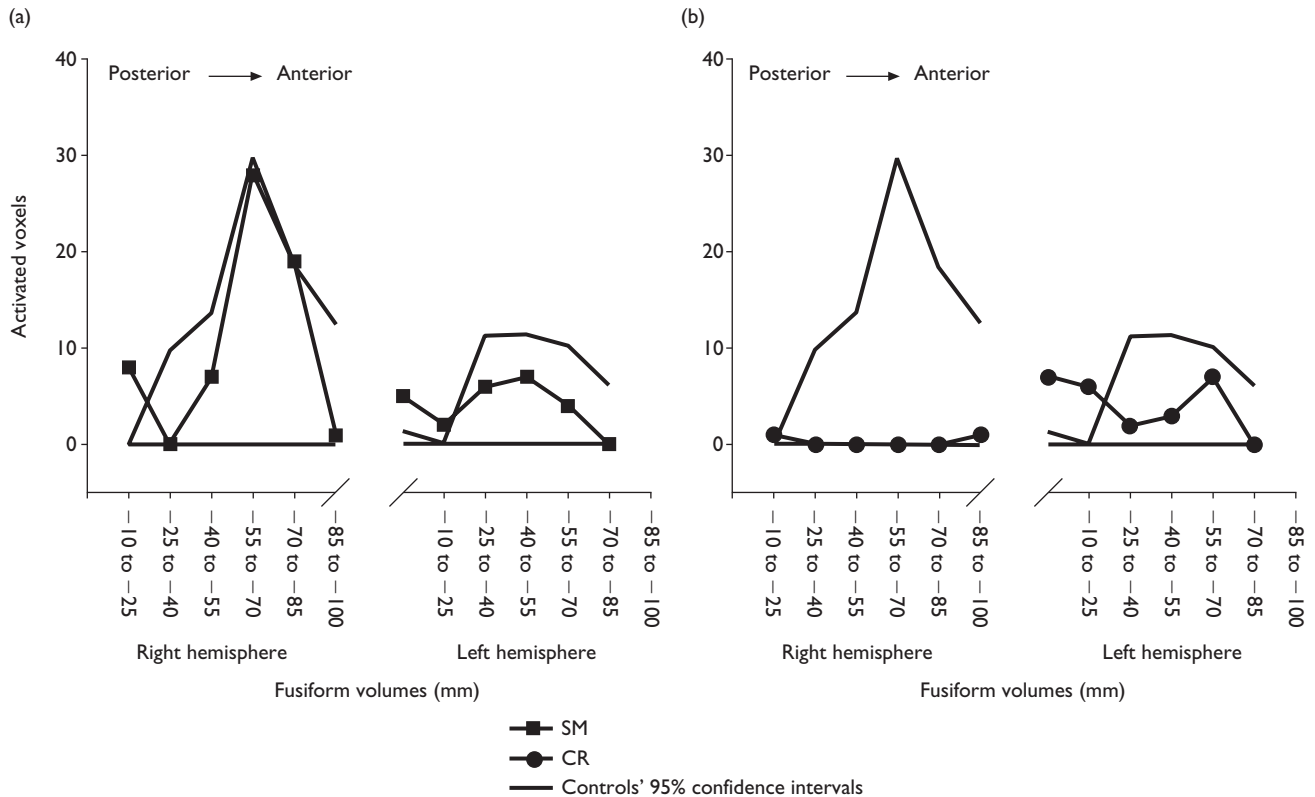 (a)
40
30
20
10
0
Activated voxels
Posterior → Anterior
—10 to —25
—25 to —40
—40 to —55
—55 to —70
—70 to —85
—85 to —100
Right hemisphere
—10 to —25
—25 to —40
—40 to —55
—55 to —70
—70 to —85
—85 to —100
Left hemisphere
Fusiform volumes (mm)
(b)
40
30
20
10
0
Posterior → Anterior
—10 to —25
—25 to —40
—40 to —55
—55 to —70
—70 to —85
—85 to —100
Right hemisphere
—10 to —25
—25 to —40
—40 to —55
—55 to —70
—70 to —85
—85 to —100
Left hemisphere
Fusiform volumes (mm)
SM
CR
Controls' 95% confidence intervals